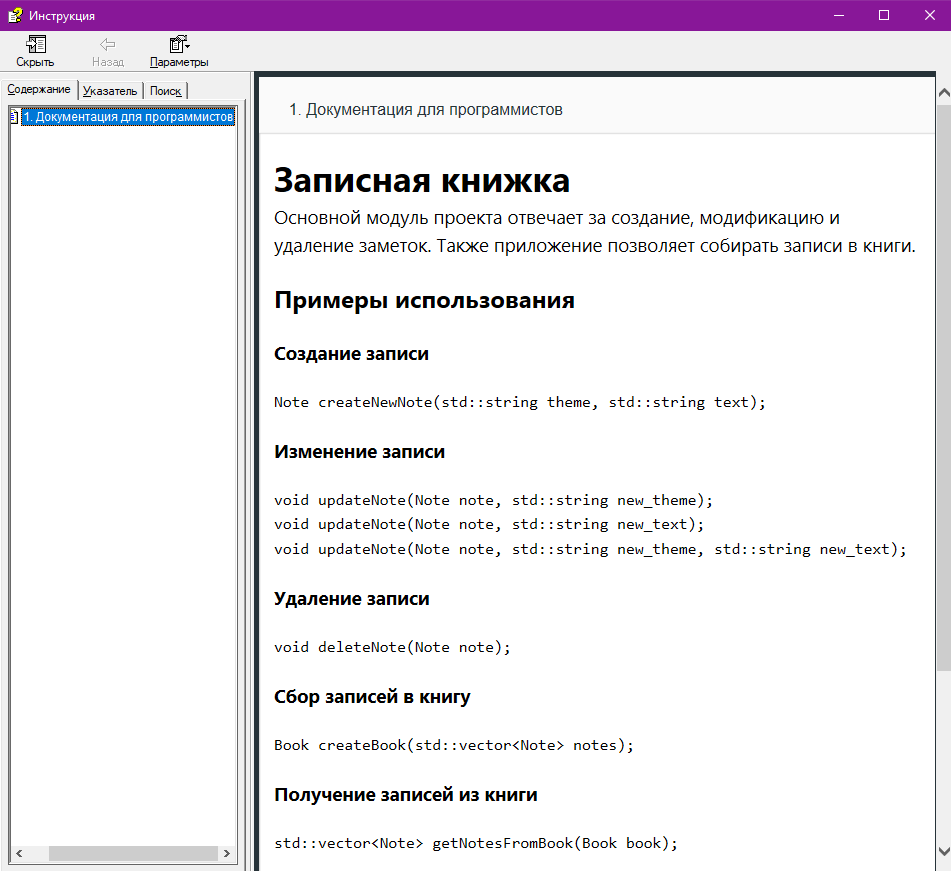 Инструкция
Скрыть
Назад
Параметры
Содержание
Указатель
Поиск
1. Документация для программистов
1. Документация для программистов
Записная книжка
Основной модуль проекта отвечает за создание, модификацию и
удаление заметок. Также приложение позволяет собирать записи в книги.
Примеры использования
Создание записи
Note createNewNote(std::string theme, std::string text);
Изменение записи
void updateNote(Note note, std::string new_theme);
void updateNote(Note note, std::string new_text);
void updateNote(Note note, std::string new_theme, std::string new_text);
Удаление записи
void deleteNote(Note note);
Сбор записей в книгу
Book createBook(std::vector<Note> notes);
Получение записей из книги
std::vector<Note> getNotesFromBook(Book book);